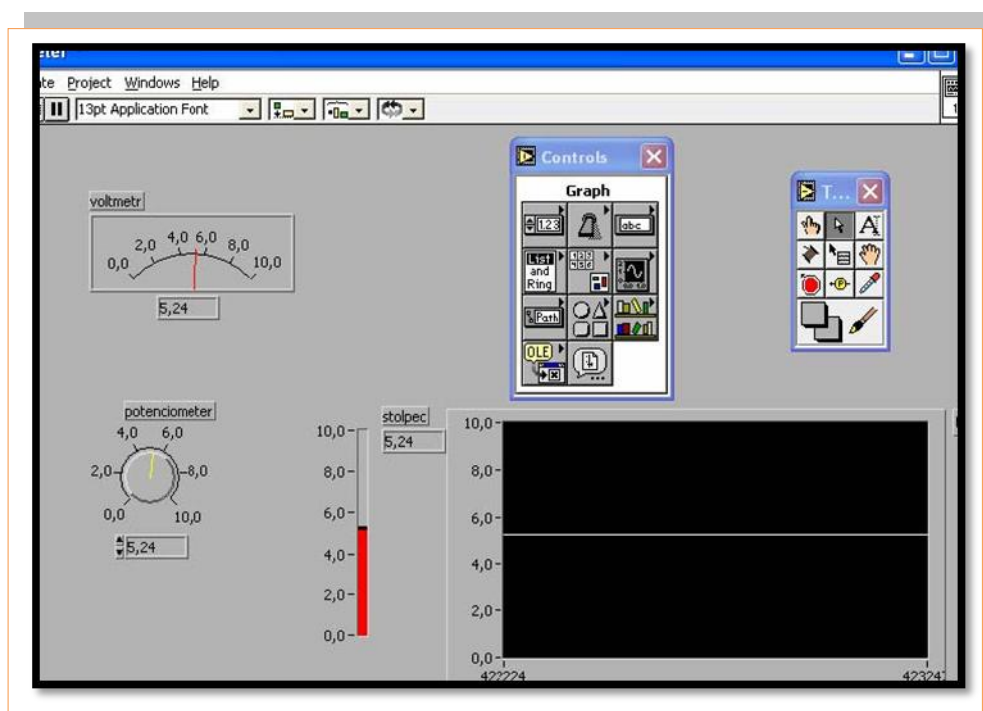 ate Project Windows Help
13pt Application Font
voltmetr
0,0 2,0 4,0 6,0 8,0 10,0
5,24
Controls
Graph
1.23
abc
List
and
Ring
Path
OLE
T...
A
P
potenciometer
4,0 6,0
2,0 8,0
0,0 10,0
5,24
stolpec
5,24
10,0
8,0
6,0
4,0
2,0
0,0
10,0
8,0
6,0
4,0
2,0
0,0
422224